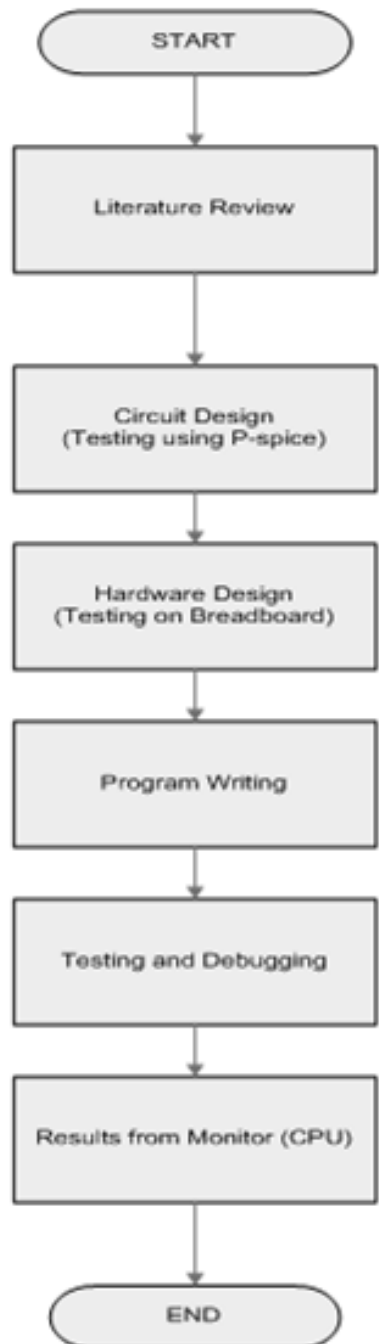 START
Literature Review
Circuit Design
(Testing using P-spice)
Hardware Design
(Testing on Breadboard)
Program Writing
Testing and Debugging
Results from Monitor (CPU)
END